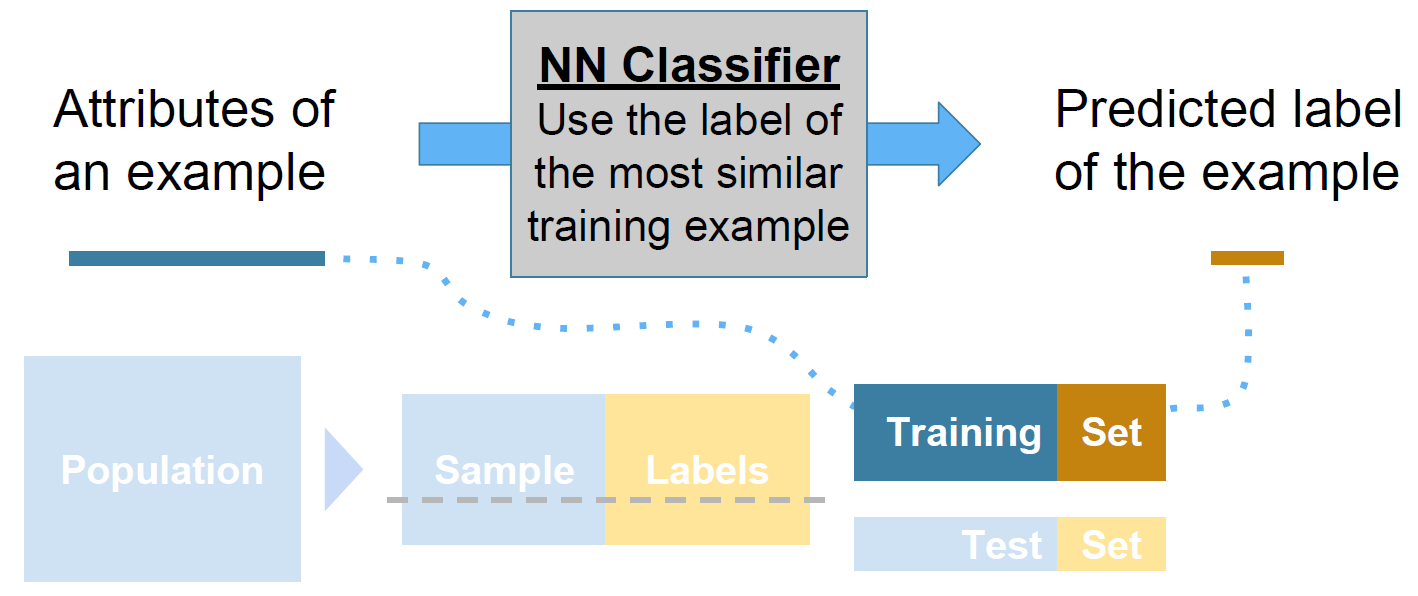 NN Classifier
Use the label of
the most similar
training example
Attributes of
an example
Predicted label
of the example
Population
Sample Labels
Training Set
Test Set